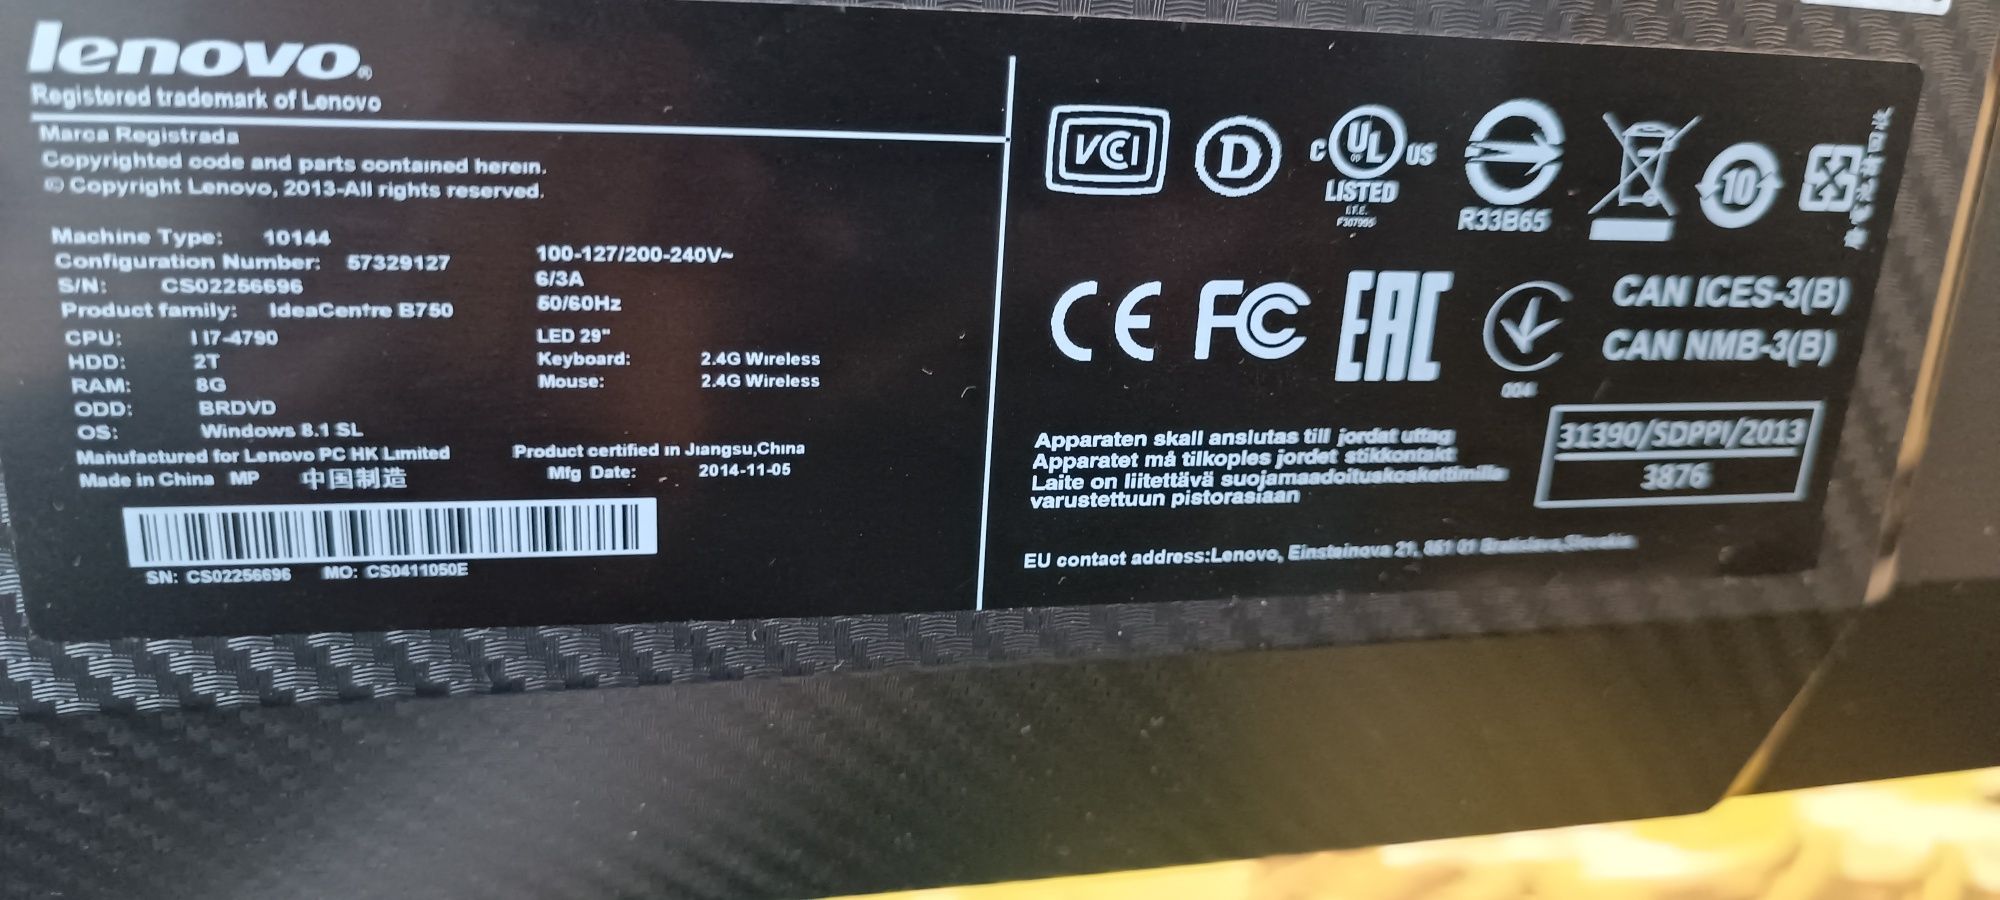 lenovo®
Registered trademark of Lenovo
Marca Registrada
Copyrighted code and parts contained herein.
© Copyright Lenovo, 2013-All rights reserved.
Machine Type: 10144
Configuration Number: 57329127
S/N: CS02256696
Product family: IdeaCentre B750
CPU: I I7-4790
HDD: 2T
RAM: 8G
ODD: BRDVD
OS: Windows 8.1 SL
Manufactured for Lenovo PC HK Limited
Made in China MP 中国制造
100-127/200-240V~
6/3A
50/60Hz
LED 29"
Keyboard: 2.4G Wireless
Mouse: 2.4G Wireless
Product certified in Jiangsu,China
Mfg Date: 2014-11-05
SN: CS02256696 MO: CS0411050E
VCCI
D
C UL US
LISTED
I.T.E.
R33B65
10
CE FC EAC
004
CAN ICES-3(B)
CAN NMB-3(B)
Apparaten skall anslutas till jordat uttag
Apparatet må tilkoples jordet stikkontakt
Laite on liitettävä suojamaadoituskoskettimilla
varustettuun pistorasiaan
31390/SDPPI/2013
3876
EU contact address:Lenovo, Einsteinova 21, 851 01 Bratislava,Slovakia